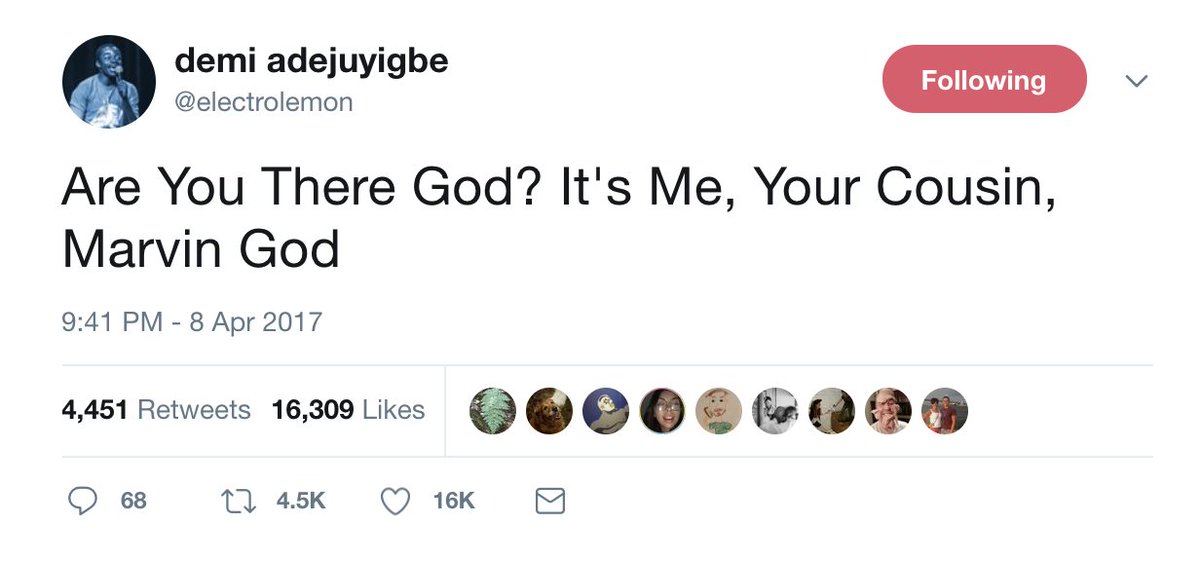 demi adejuyigbe
@electrolemon
Following
Are You There God? It's Me, Your Cousin,
Marvin God
9:41 PM - 8 Apr 2017
4,451 Retweets 16,309 Likes
68 4.5K 16K